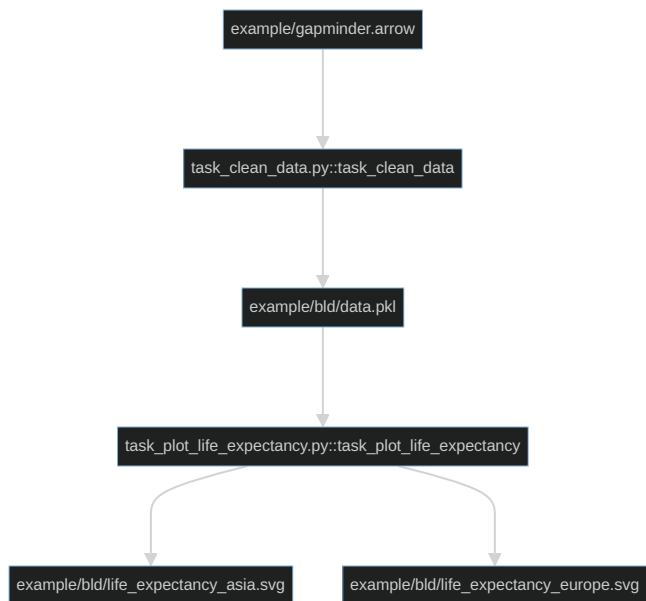 example/gapminder.arrow
task_clean_data.py::task_clean_data
example/bld/data.pkl
task_plot_life_expectancy.py::task_plot_life_expectancy
example/bld/life_expectancy_asia.svg
example/bld/life_expectancy_europe.svg